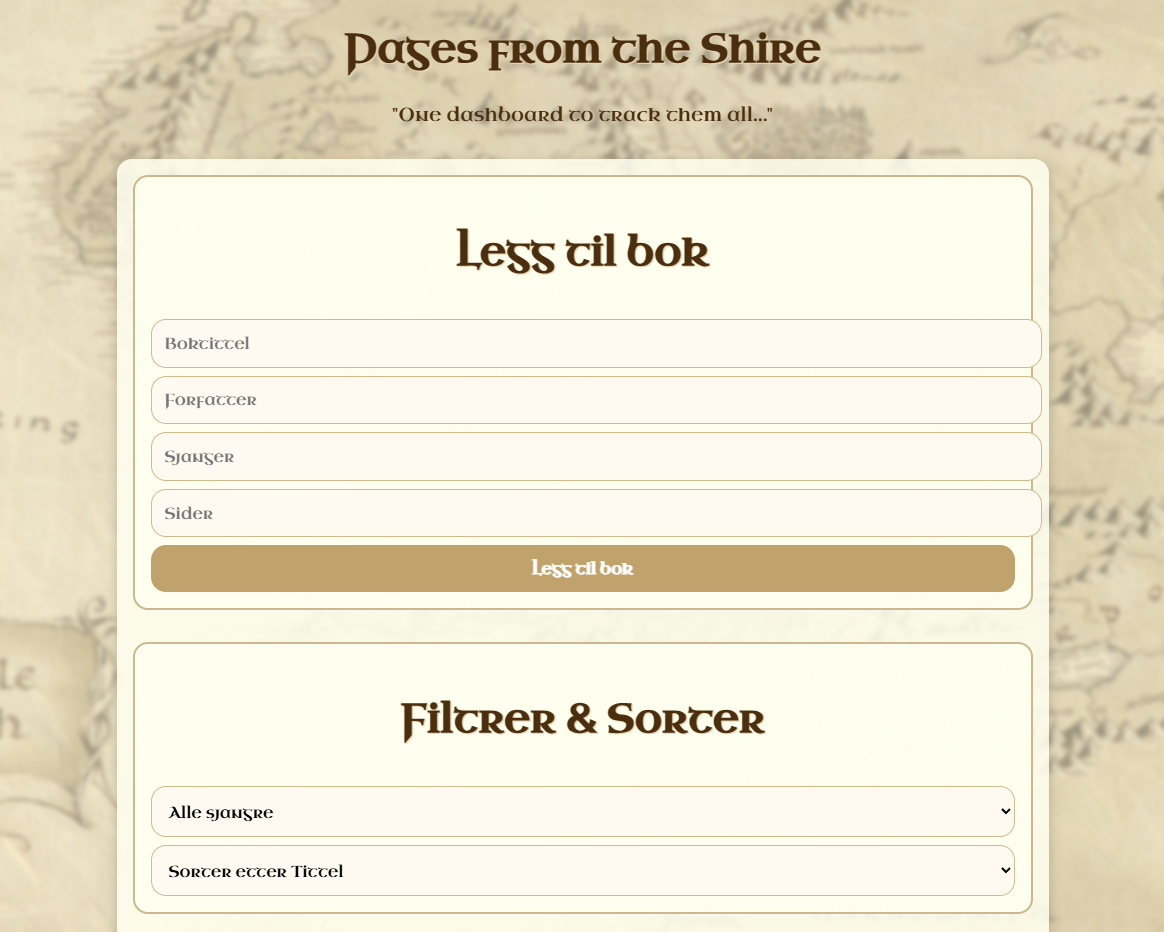 Pages from the Shire
"One dashboard to track them all..."
Legg til bok
Boktittel
Forfatter
Sjanger
Sider
Legg til bok
Filtrer & Sorter
Alle sjangre
Sorter etter Tittel